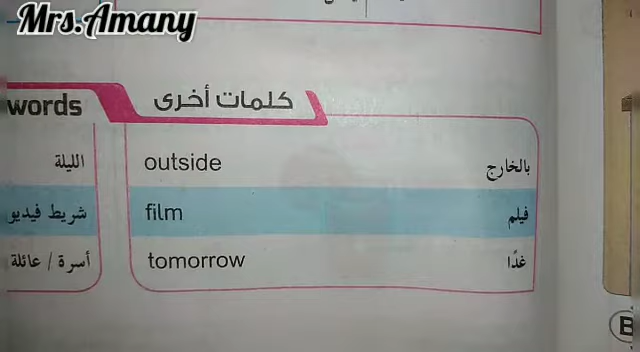 Mrs.Amany
words
كلمات أخرى
الليلة
outside
بالخارج
شريط فيديو
film
فيلم
أسرة / عائلة
tomorrow
غدًا
B